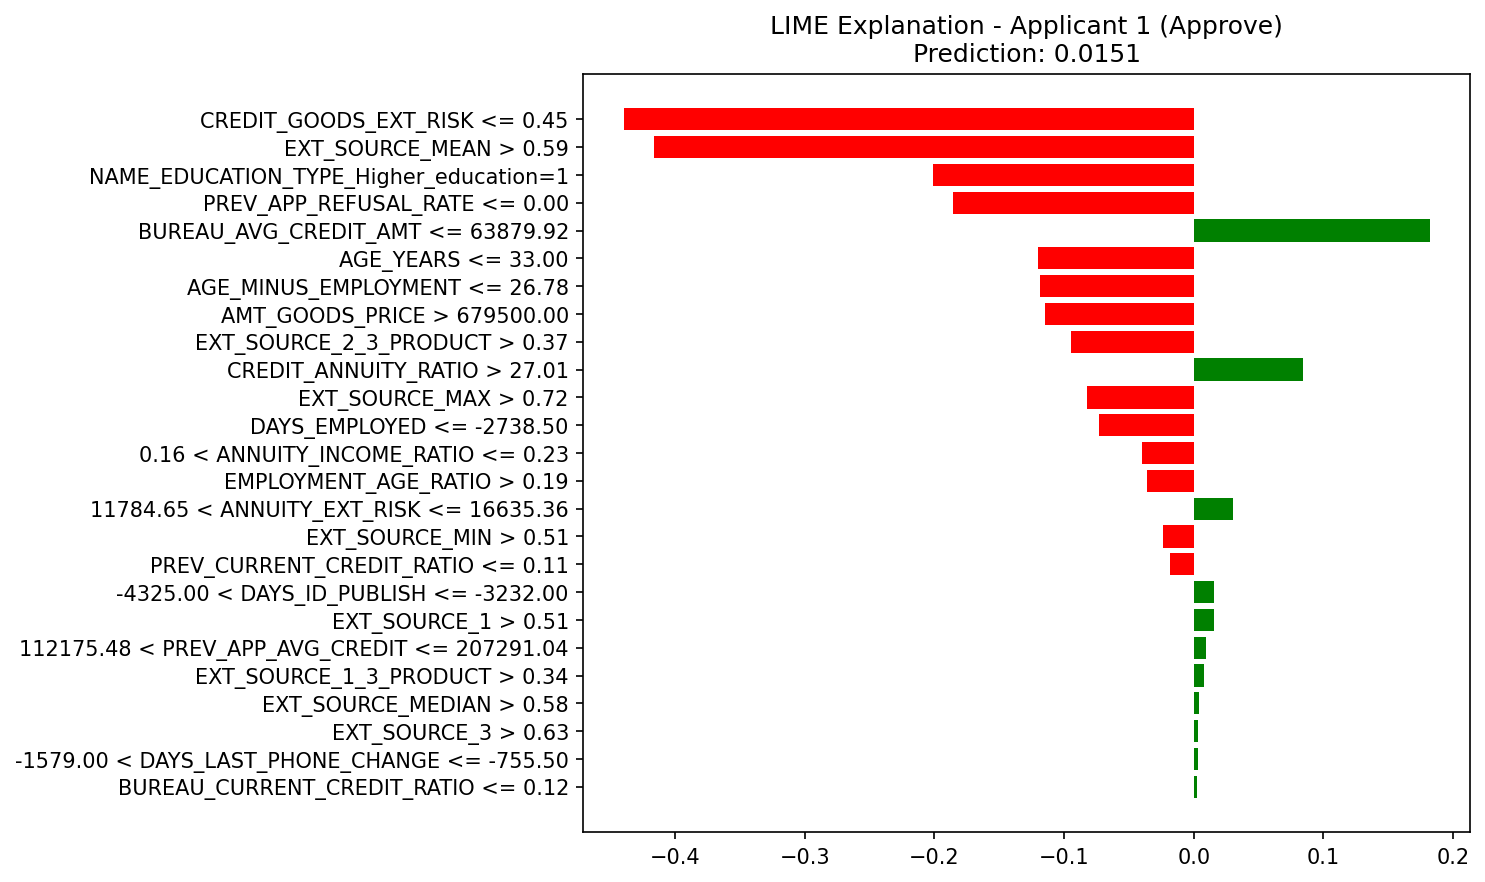 LIME Explanation - Applicant 1 (Approve)
Prediction: 0.0151
CREDIT_GOODS_EXT_RISK <= 0.45
EXT_SOURCE_MEAN > 0.59
NAME_EDUCATION_TYPE_Higher_education=1
PREV_APP_REFUSAL_RATE <= 0.00
BUREAU_AVG_CREDIT_AMT <= 63879.92
AGE_YEARS <= 33.00
AGE_MINUS_EMPLOYMENT <= 26.78
AMT_GOODS_PRICE > 679500.00
EXT_SOURCE_2_3_PRODUCT > 0.37
CREDIT_ANNUITY_RATIO > 27.01
EXT_SOURCE_MAX > 0.72
DAYS_EMPLOYED <= -2738.50
0.16 < ANNUITY_INCOME_RATIO <= 0.23
EMPLOYMENT_AGE_RATIO > 0.19
11784.65 < ANNUITY_EXT_RISK <= 16635.36
EXT_SOURCE_MIN > 0.51
PREV_CURRENT_CREDIT_RATIO <= 0.11
-4325.00 < DAYS_ID_PUBLISH <= -3232.00
EXT_SOURCE_1 > 0.51
112175.48 < PREV_APP_AVG_CREDIT <= 207291.04
EXT_SOURCE_1_3_PRODUCT > 0.34
EXT_SOURCE_MEDIAN > 0.58
EXT_SOURCE_3 > 0.63
-1579.00 < DAYS_LAST_PHONE_CHANGE <= -755.50
BUREAU_CURRENT_CREDIT_RATIO <= 0.12
−0.4 −0.3 −0.2 −0.1 0.0 0.1 0.2